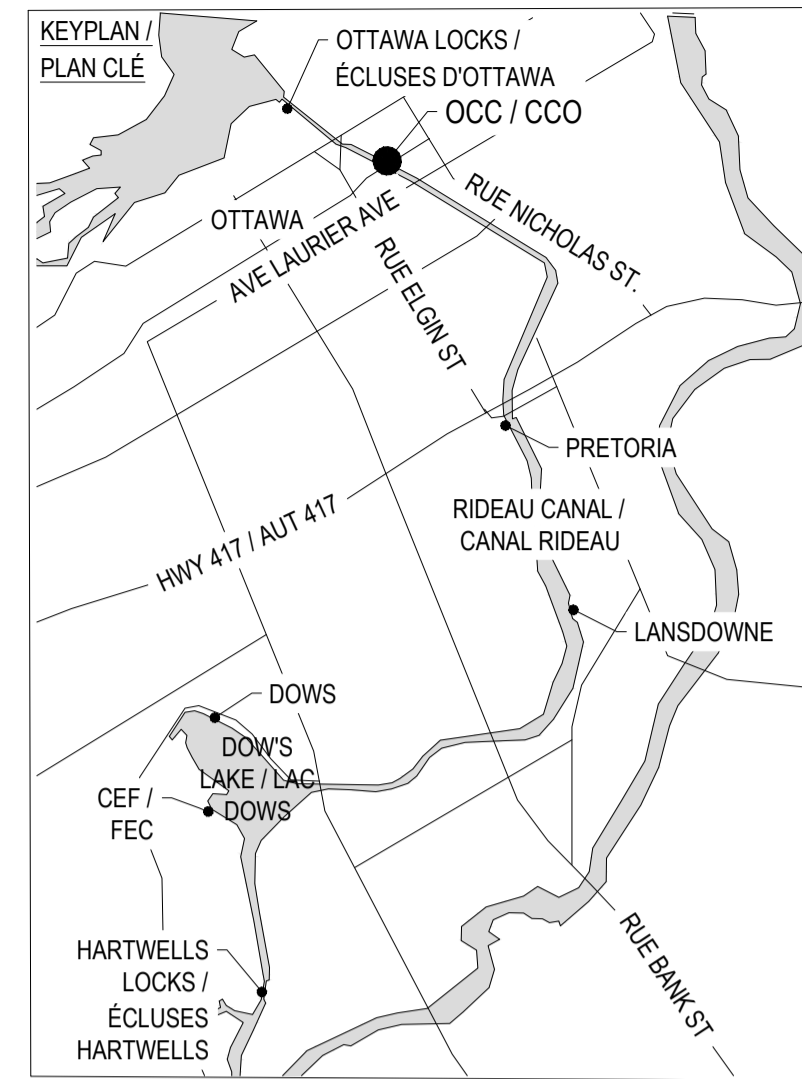 KEYPLAN /
PLAN CLÉ
OTTAWA LOCKS /
ÉCLUSES D'OTTAWA
OCC / CCO
RUE NICHOLAS ST.
OTTAWA
AVE LAURIER AVE
RUE ELGIN ST
PRETORIA
RIDEAU CANAL /
CANAL RIDEAU
HWY 417 / AUT 417
LANSDOWNE
DOWS
DOW'S
LAKE / LAC
DOWS
CEF /
FEC
RUE BANK ST
HARTWELLS
LOCKS /
ÉCLUSES
HARTWELLS